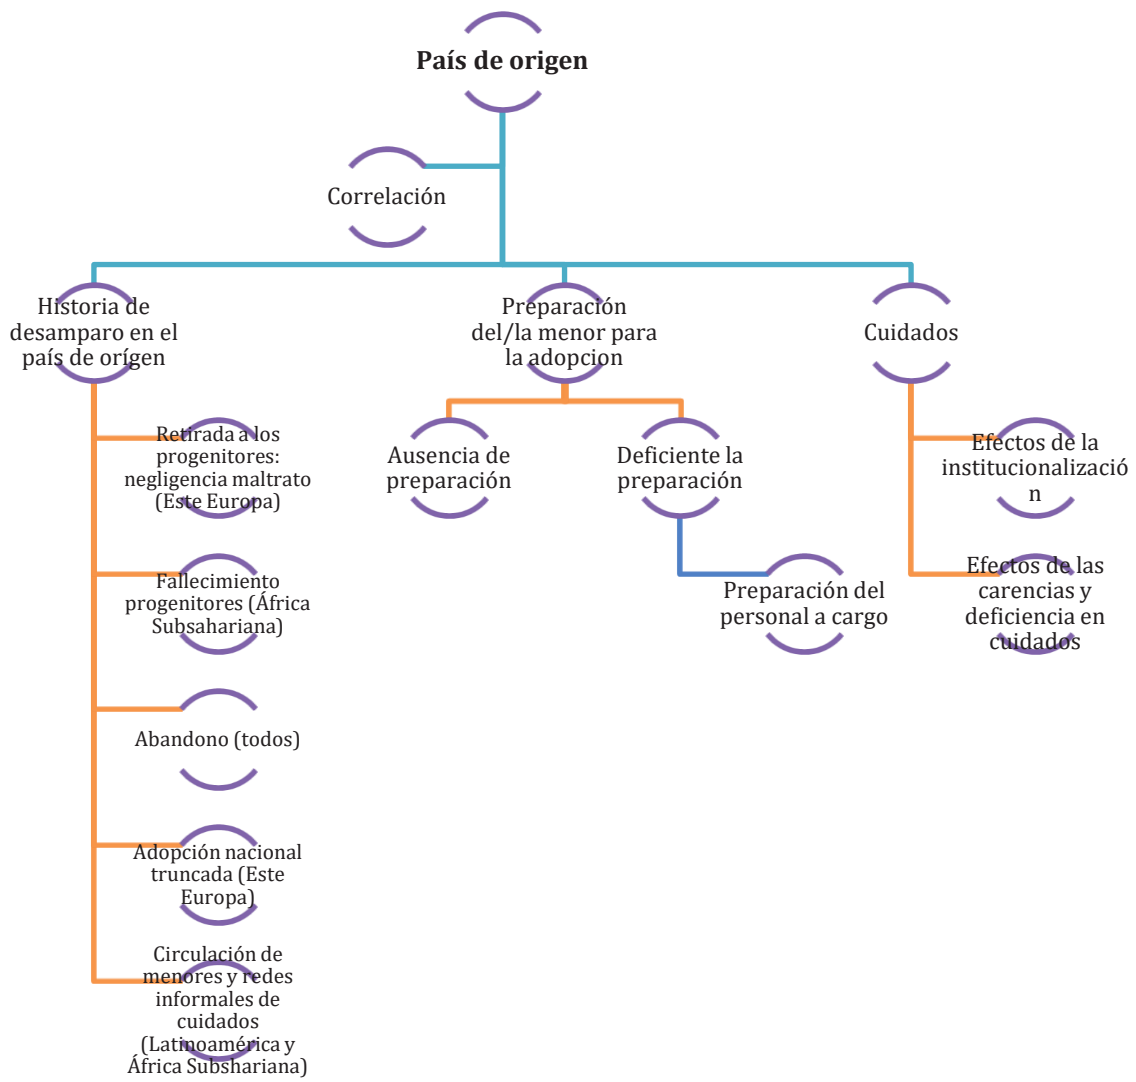 País de origen
Correlación
Historia de
desamparo en el
país de orígen
Preparación
del/la menor para
la adopcion
Cuidados
Retirada a los
progenitores:
negligencia maltrato
(Este Europa)
Ausencia de
preparación
Deficiente la
preparación
Efectos de la
institucionalizació
n
Fallecimiento
progenitores (África
Subsahariana)
Preparación del
personal a cargo
Efectos de las
carencias y
deficiencia en
cuidados
Abandono (todos)
Adopción nacional
truncada (Este
Europa)
Circulación de
menores y redes
informales de
cuidados
(Latinoamérica y
África Subshariana)